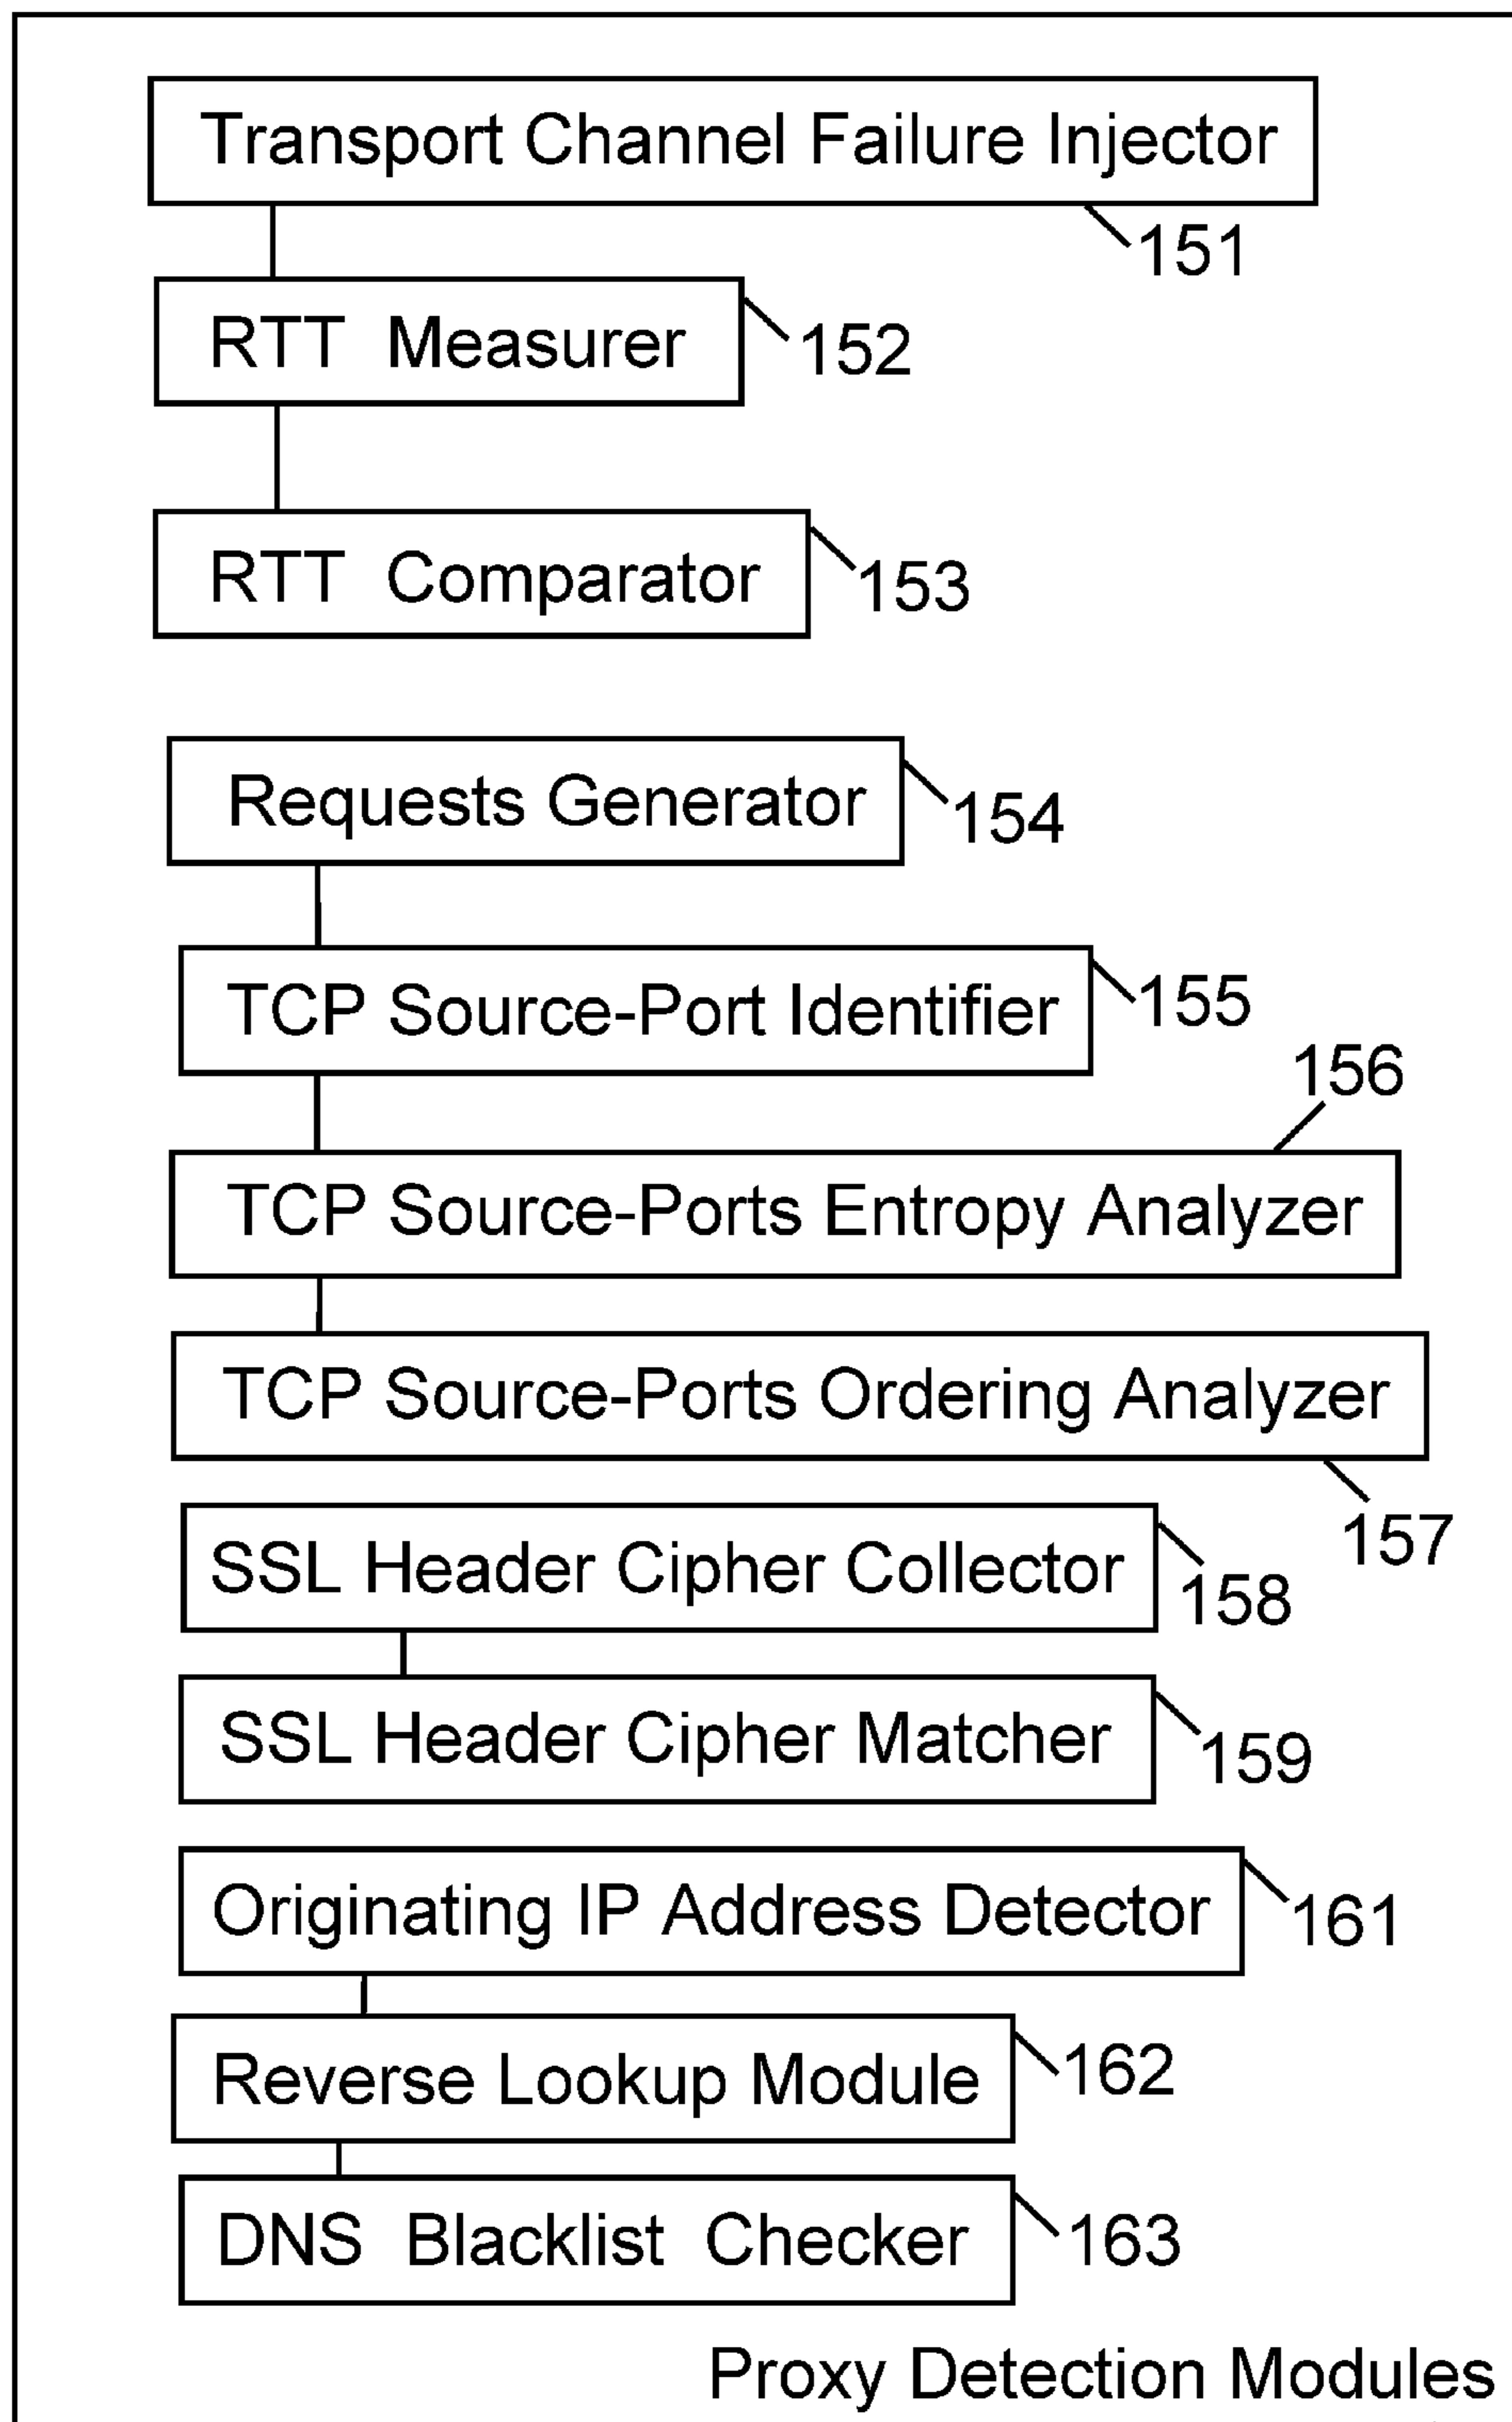 Transport Channel Failure Injector
151
RTT Measurer
152
RTT Comparator
153
Requests Generator
154
TCP Source-Port Identifier
155
156
TCP Source-Ports Entropy Analyzer
TCP Source-Ports Ordering Analyzer
157
SSL Header Cipher Collector
158
SSL Header Cipher Matcher
159
Originating IP Address Detector
161
Reverse Lookup Module
162
DNS Blacklist Checker
163
Proxy Detection Modules